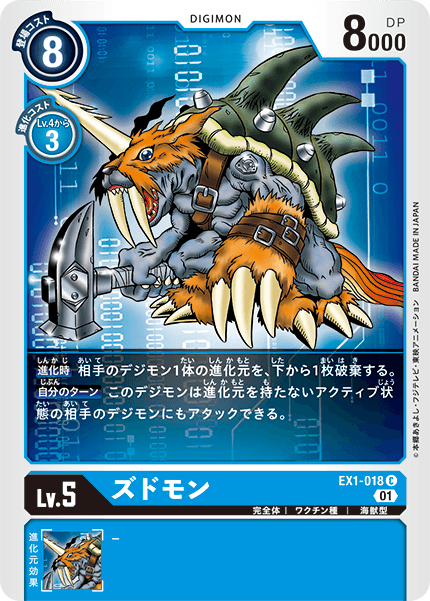 DIGIMON
登場コスト
8
DP
8000
進化コスト
Lv.4から
3
進化時 相手のデジモン1体の進化元を、下から1枚破棄する。
自分のターン このデジモンは進化元を持たないアクティブ状
態の相手のデジモンにもアタックできる。
©本郷あきよし・フジテレビ・東映アニメーション BANDAI MADE IN JAPAN
Lv.5
ズドモン
EX1-018 C
01
完全体 | ワクチン種 | 海獣型
進化元効果
-